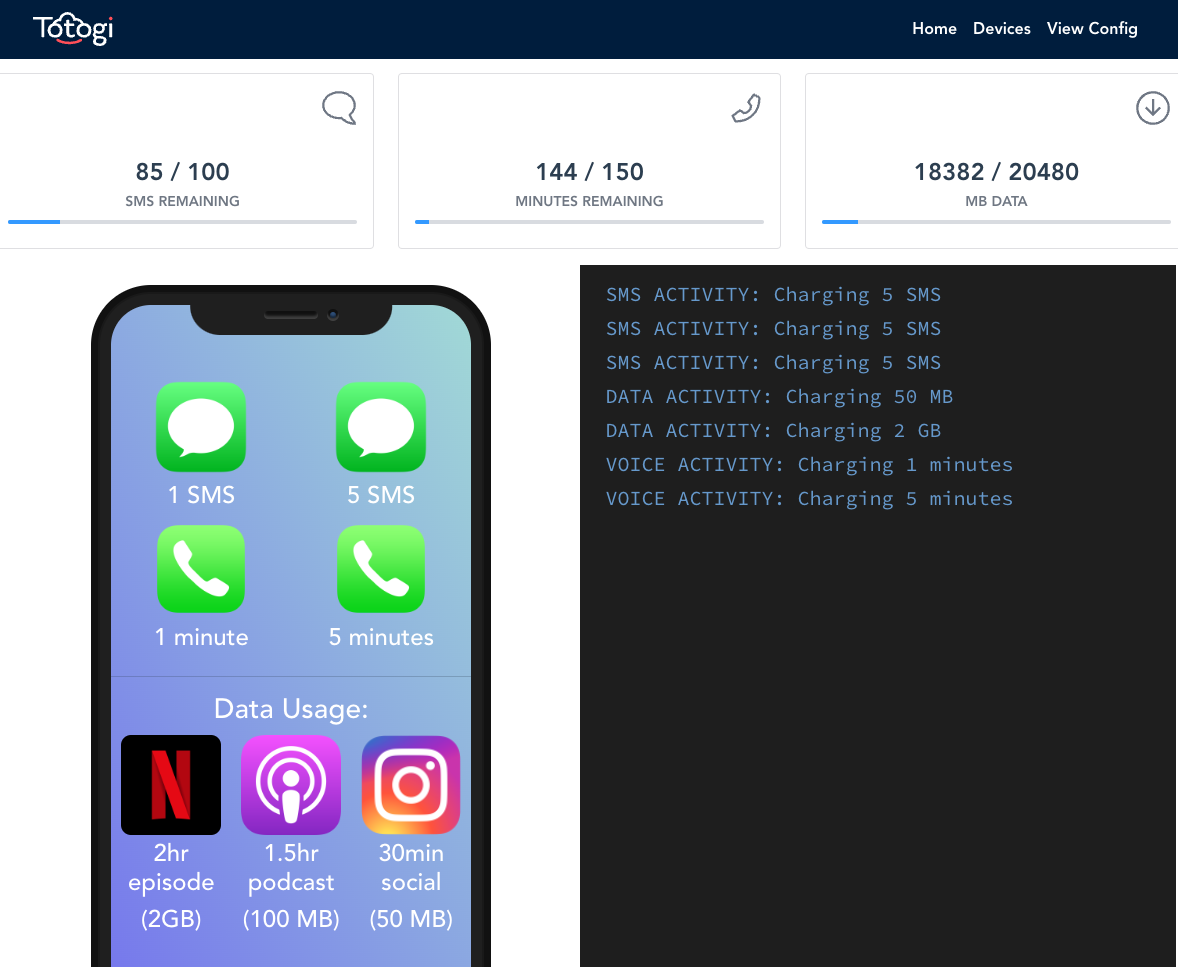 Totogi
Home Devices View Config
85 / 100
SMS REMAINING
144 / 150
MINUTES REMAINING
18382 / 20480
MB DATA
1 SMS
5 SMS
1 minute
5 minutes
Data Usage:
N
2hr
episode
(2GB)
1.5hr
podcast
(100 MB)
30min
social
(50 MB)
SMS ACTIVITY: Charging 5 SMS
SMS ACTIVITY: Charging 5 SMS
SMS ACTIVITY: Charging 5 SMS
DATA ACTIVITY: Charging 50 MB
DATA ACTIVITY: Charging 2 GB
VOICE ACTIVITY: Charging 1 minutes
VOICE ACTIVITY: Charging 5 minutes